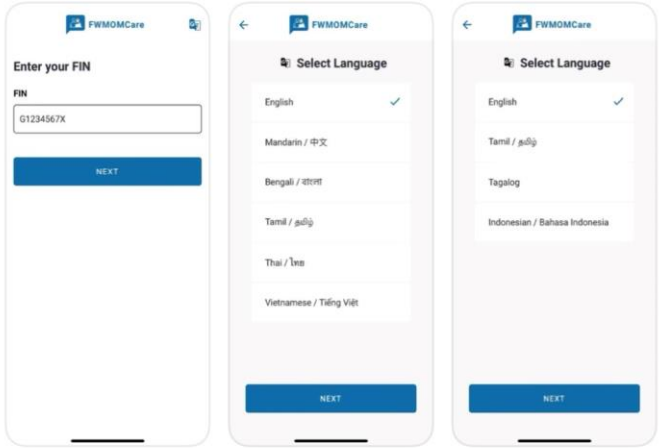 FWMOMCare
Enter your FIN
FIN
G1234567X
NEXT
FWMOMCare
Select Language
English
Mandarin / 中文
Bengali / বাংলা
Tamil / தமிழ்
Thai / ไทย
Vietnamese / Tiếng Việt
NEXT
FWMOMCare
Select Language
English
Tamil / தமிழ்
Tagalog
Indonesian / Bahasa Indonesia
NEXT